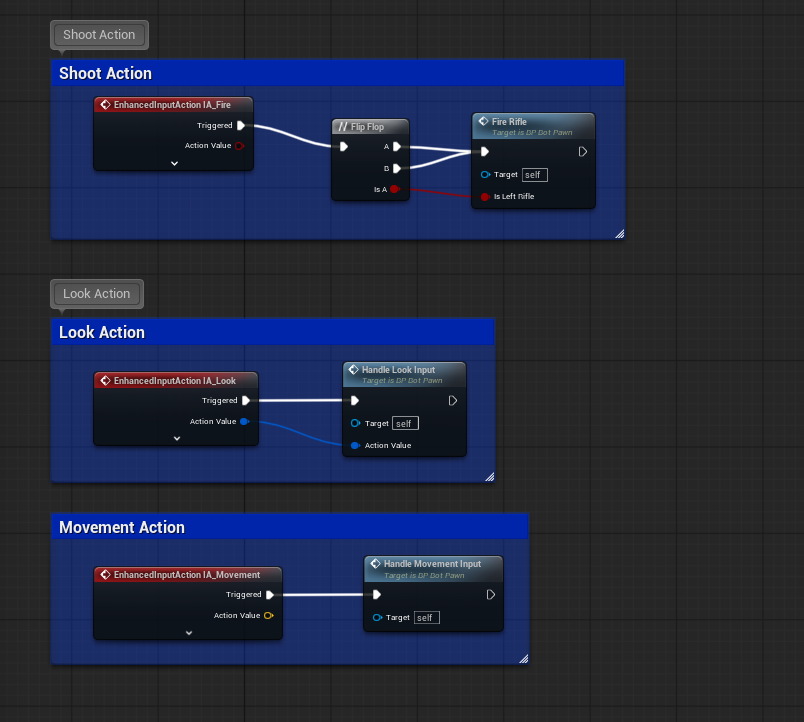 Shoot Action
Shoot Action
EnhancedInputAction IA_Fire
Triggered
Action Value
Flip Flop
A
B
Is A
Fire Rifle
Target is DP Bot Pawn
Target self
Is Left Rifle
Look Action
Look Action
EnhancedInputAction IA_Look
Triggered
Action Value
Handle Look Input
Target is DP Bot Pawn
Target self
Action Value
Movement Action
EnhancedInputAction IA_Movement
Triggered
Action Value
Handle Movement Input
Target is DP Bot Pawn
Target self